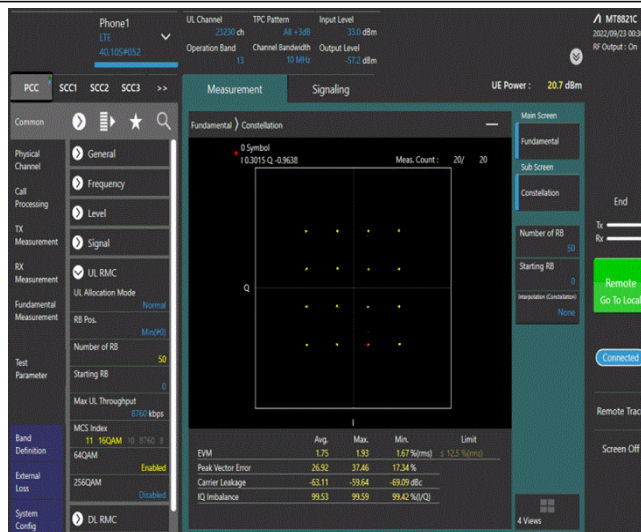 Phone1
LTE
40.10S#052
UL Channel
23230 ch
TPC Pattern
All +3dB
Input Level
33.0 dBm
Operation Band
13
Channel Bandwidth
10 MHz
Output Level
-57.2 dBm
MT8821C
2022/09/23 00:3
RF Output : On
PCC SCC1 SCC2 SCC3 >>
Measurement
Signaling
UE Power : 20.7 dBm
Common
Physical
Channel
Call
Processing
TX
Measurement
RX
Measurement
Fundamental
Measurement
Test
Parameter
Band
Definition
External
Loss
System
Config
General
Frequency
Level
Signal
UL RMC
UL Allocation Mode
Normal
RB Pos.
Min(#0)
Number of RB
50
Starting RB
0
Max UL Throughput
8760 kbps
MCS Index
11 16QAM 10 8760 8
64QAM
Enabled
256QAM
Disabled
DL RMC
Fundamental ⟩ Constellation
0 Symbol
I 0.3015 Q -0.9638
Meas. Count : 20/ 20
Q
I
Avg. Max. Min. Limit
EVM 1.75 1.93 1.67 %(rms) ≤ 12.5 %(rms)
Peak Vector Error 26.92 37.46 17.34 %
Carrier Leakage -63.11 -59.64 -69.09 dBc
IQ Imbalance 99.53 99.59 99.42 %(I/Q)
Main Screen
Fundamental
Sub Screen
Constellation
Number of RB
50
Starting RB
0
Interpolation (Constellation)
None
4 Views
End
Tx
Rx
Remote
Go To Local
Connected
Remote Trac
Screen Off